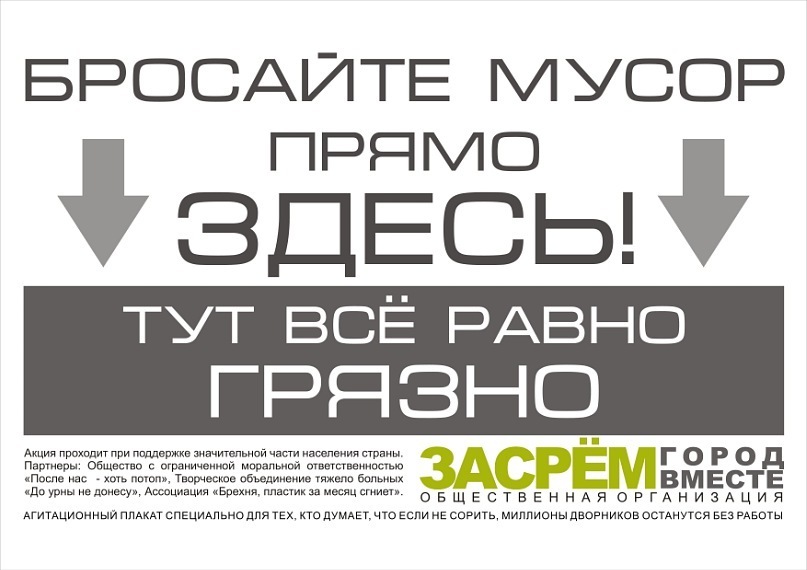 БРОСАЙТЕ МУСОР
ПРЯМО
ЗДЕСЬ!
ТУТ ВСЁ РАВНО
ГРЯЗНО
Акция проходит при поддержке значительной части населения страны.
Партнеры: Общество с ограниченной моральной ответственностью
«После нас - хоть потоп», Творческое объединение тяжело больных
«До урны не донесу», Ассоциация «Брехня, пластик за месяц сгниет».
ЗАСРЁМ ГОРОД
ВМЕСТЕ
ОБЩЕСТВЕННАЯ ОРГАНИЗАЦИЯ
АГИТАЦИОННЫЙ ПЛАКАТ СПЕЦИАЛЬНО ДЛЯ ТЕХ, КТО ДУМАЕТ, ЧТО ЕСЛИ НЕ СОРИТЬ, МИЛЛИОНЫ ДВОРНИКОВ ОСТАНУТСЯ БЕЗ РАБОТЫ